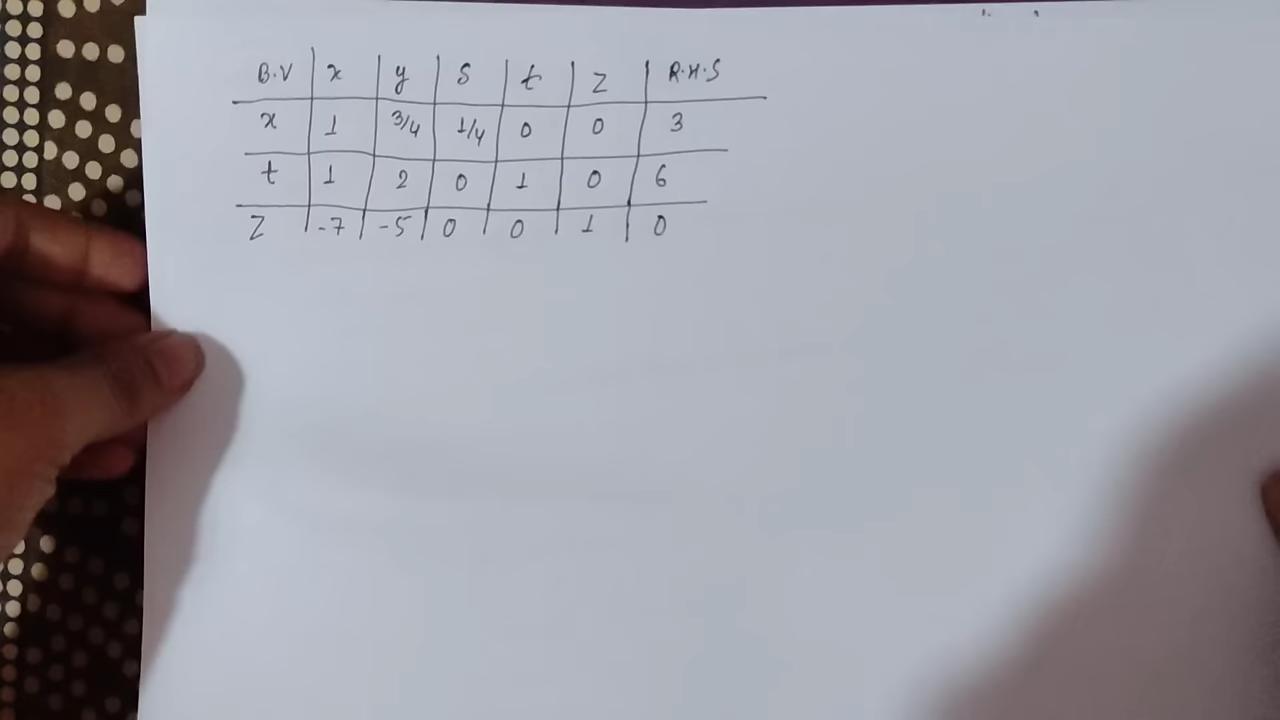 B.V x y S t Z R.H.S
x 1 3/4 1/4 0 0 3
t 1 2 0 1 0 6
Z -7 -5 0 0 1 0